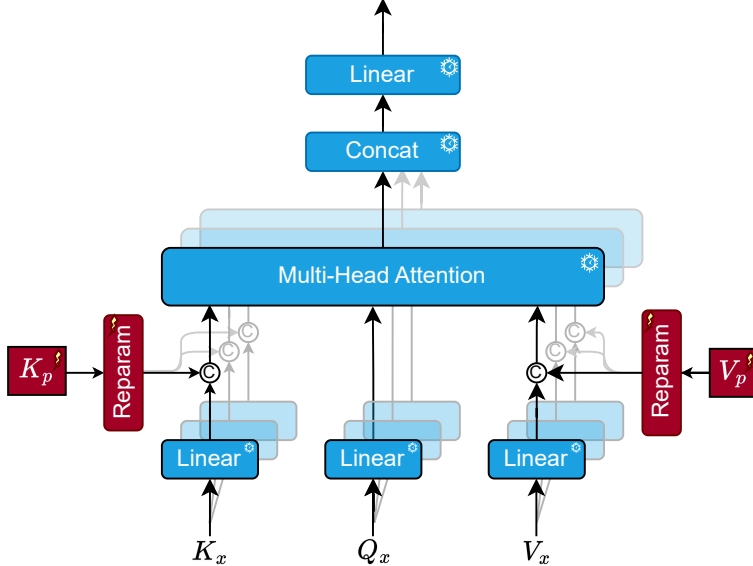 Linear
Concat
Multi-Head Attention
K_p
Reparam
C
C
C
C
C
C
Reparam
V_p
Linear
Linear
Linear
K_x
Q_x
V_x